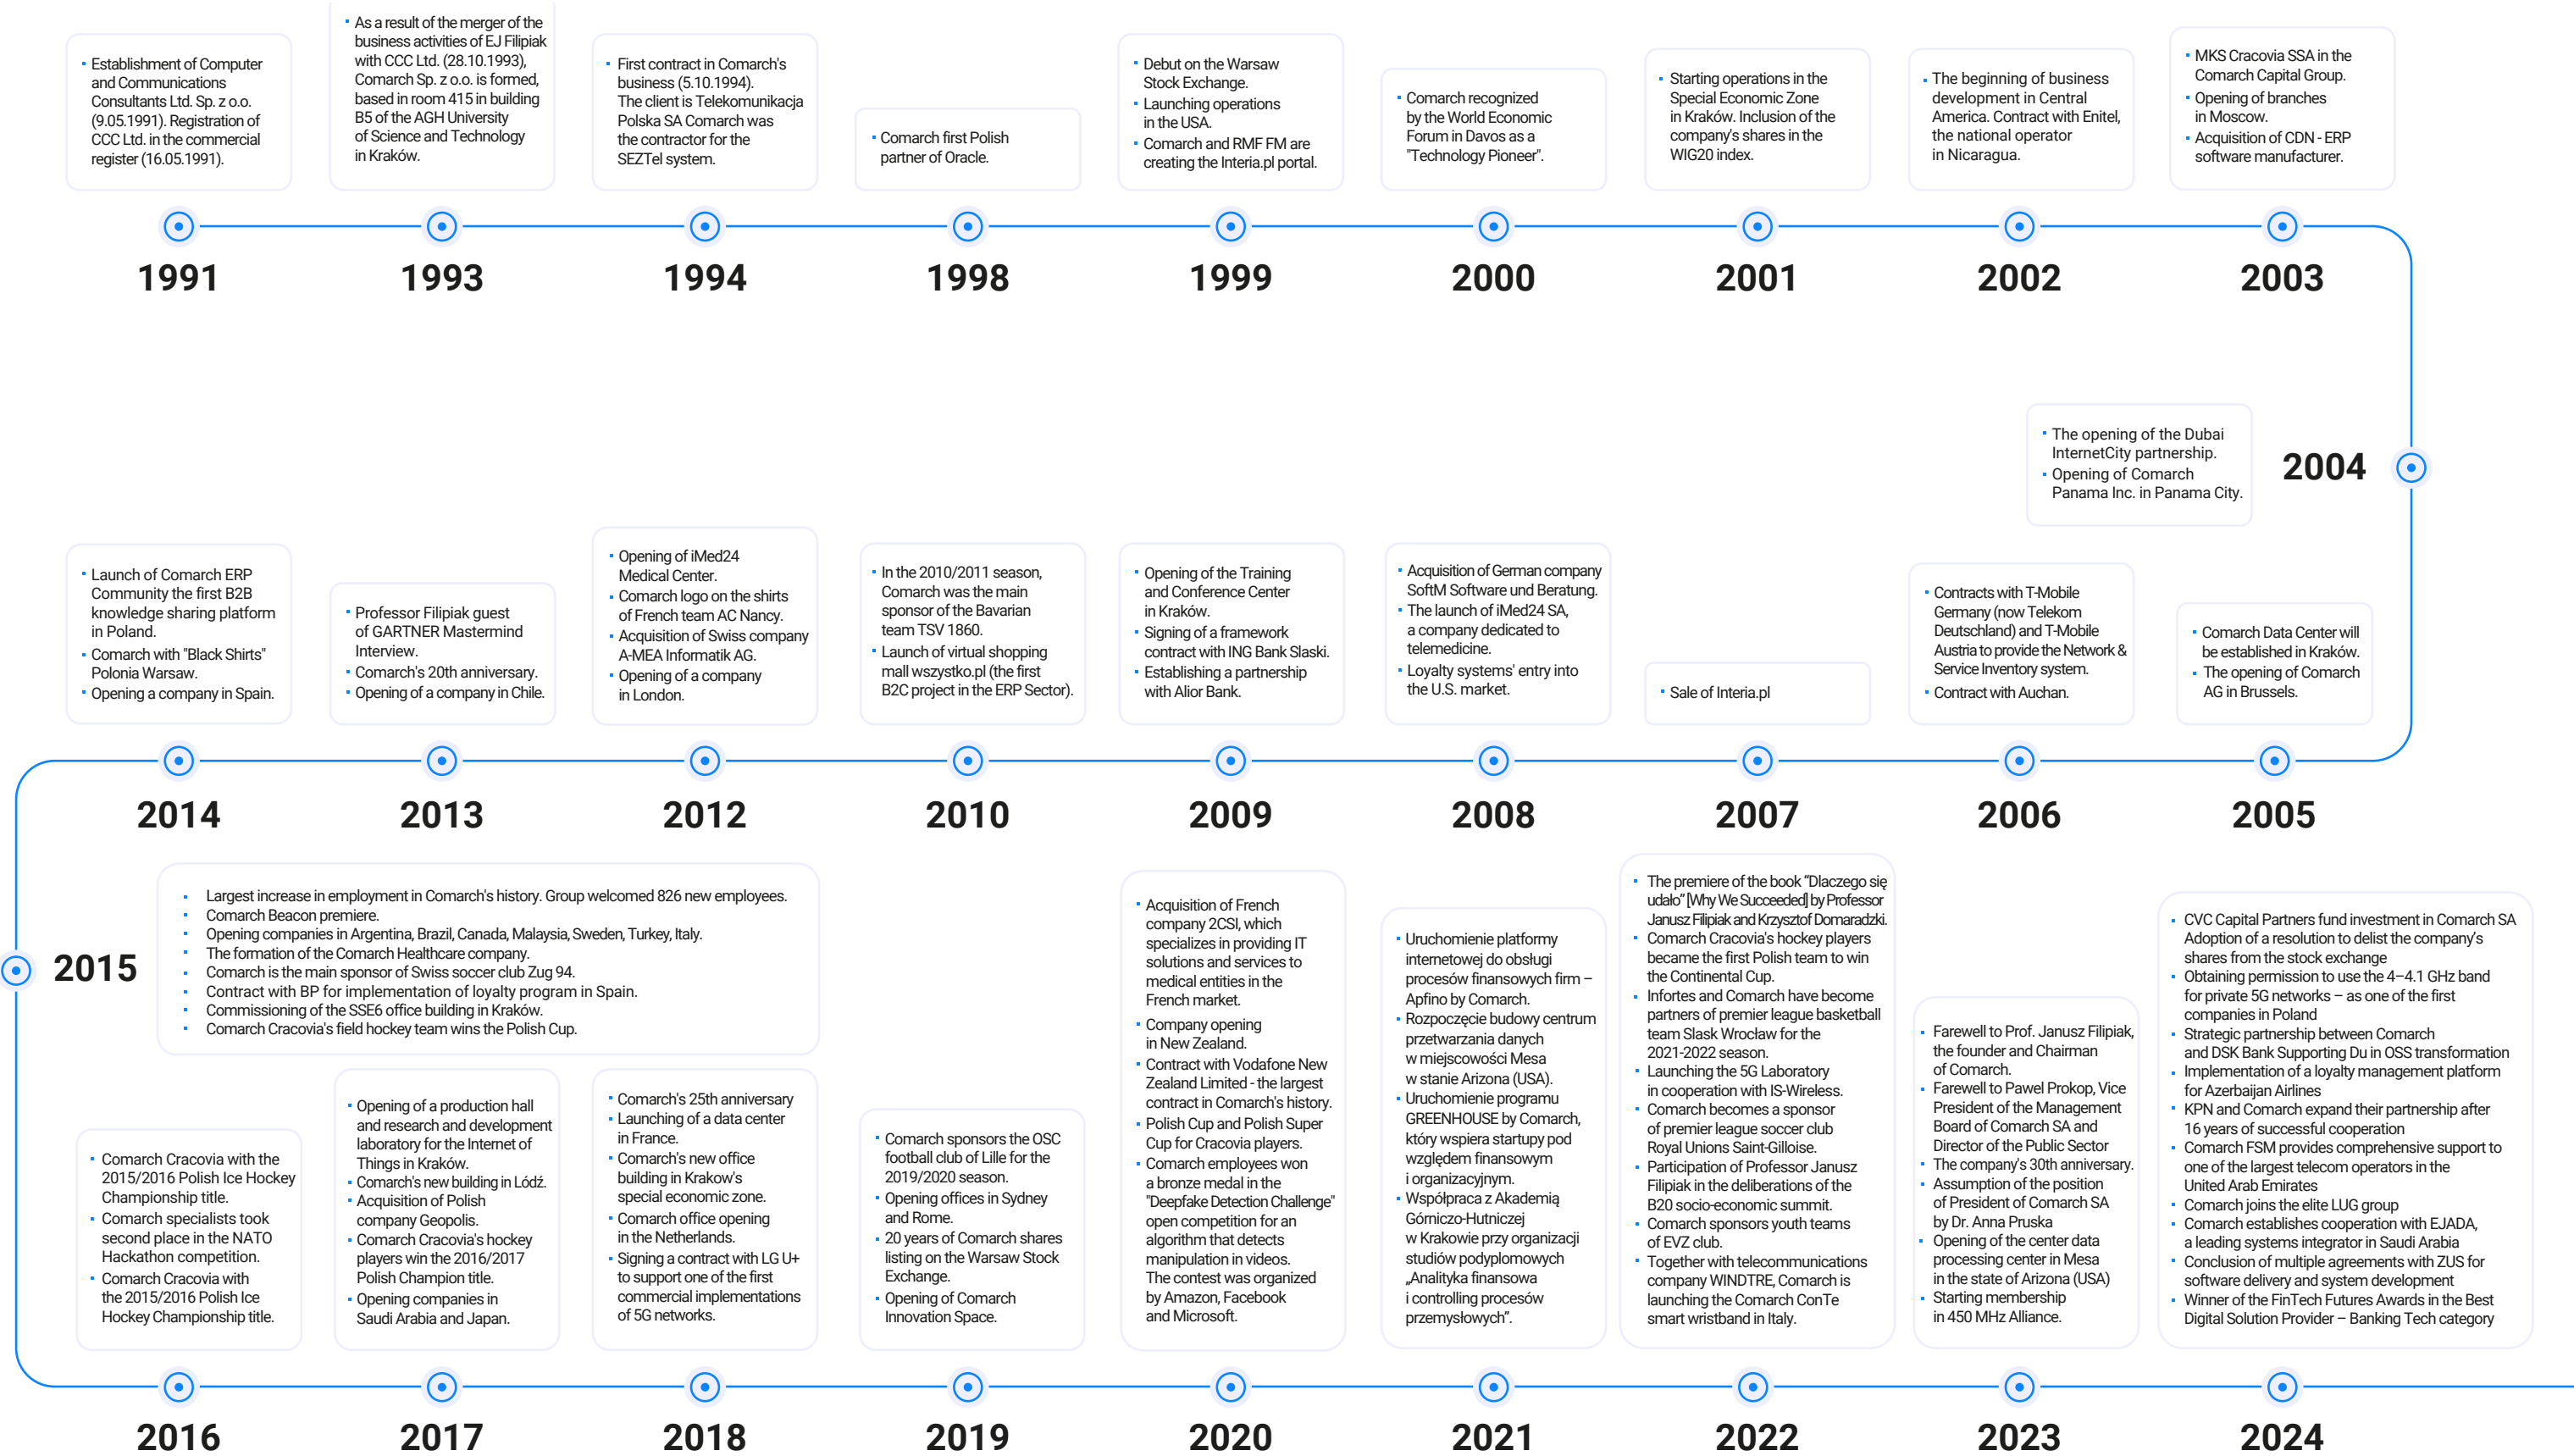 Establishment of Computer
and Communications
Consultants Ltd. Sp. z o.o.
(9.05.1991). Registration of
CCC Ltd. in the commercial
register (16.05.1991).
1991
As a result of the merger of the
business activities of EJ Filipiak
with CCC Ltd. (28.10.1993),
Comarch Sp. z o.o. is formed,
based in room 415 in building
B5 of the AGH University
of Science and Technology
in Kraków.
1993
First contract in Comarch's
business (5.10.1994).
The client is Telekomunikacja
Polska SA Comarch was
the contractor for the
SEZTel system.
1994
Comarch first Polish
partner of Oracle.
1998
Debut on the Warsaw
Stock Exchange.
Launching operations
in the USA.
Comarch and RMF FM are
creating the Interia.pl portal.
1999
Comarch recognized
by the World Economic
Forum in Davos as a
"Technology Pioneer".
2000
Starting operations in the
Special Economic Zone
in Kraków. Inclusion of the
company's shares in the
WIG20 index.
2001
The beginning of business
development in Central
America. Contract with Enitel,
the national operator
in Nicaragua.
2002
MKS Cracovia SSA in the
Comarch Capital Group.
Opening of branches
in Moscow.
Acquisition of CDN - ERP
software manufacturer.
2003
The opening of the Dubai
InternetCity partnership.
Opening of Comarch
Panama Inc. in Panama City.
2004
Comarch Data Center will
be established in Kraków.
The opening of Comarch
AG in Brussels.
2005
Contracts with T-Mobile
Germany (now Telekom
Deutschland) and T-Mobile
Austria to provide the Network &
Service Inventory system.
Contract with Auchan.
2006
Sale of Interia.pl
2007
Acquisition of German company
SoftM Software und Beratung.
The launch of iMed24 SA,
a company dedicated to
telemedicine.
Loyalty systems' entry into
the U.S. market.
2008
Opening of the Training
and Conference Center
in Kraków.
Signing of a framework
contract with ING Bank Slaski.
Establishing a partnership
with Alior Bank.
2009
In the 2010/2011 season,
Comarch was the main
sponsor of the Bavarian
team TSV 1860.
Launch of virtual shopping
mall wszystko.pl (the first
B2C project in the ERP Sector).
2010
Opening of iMed24
Medical Center.
Comarch logo on the shirts
of French team AC Nancy.
Acquisition of Swiss company
A-MEA Informatik AG.
Opening of a company
in London.
2012
Professor Filipiak guest
of GARTNER Mastermind
Interview.
Comarch's 20th anniversary.
Opening of a company in Chile.
2013
Launch of Comarch ERP
Community the first B2B
knowledge sharing platform
in Poland.
Comarch with "Black Shirts"
Polonia Warsaw.
Opening a company in Spain.
2014
2015
Largest increase in employment in Comarch's history. Group welcomed 826 new employees.
Comarch Beacon premiere.
Opening companies in Argentina, Brazil, Canada, Malaysia, Sweden, Turkey, Italy.
The formation of the Comarch Healthcare company.
Comarch is the main sponsor of Swiss soccer club Zug 94.
Contract with BP for implementation of loyalty program in Spain.
Commissioning of the SSE6 office building in Kraków.
Comarch Cracovia's field hockey team wins the Polish Cup.
Comarch Cracovia with the
2015/2016 Polish Ice Hockey
Championship title.
Comarch specialists took
second place in the NATO
Hackathon competition.
Comarch Cracovia with
the 2015/2016 Polish Ice
Hockey Championship title.
2016
Opening of a production hall
and research and development
laboratory for the Internet of
Things in Kraków.
Comarch's new building in Lódź.
Acquisition of Polish
company Geopolis.
Comarch Cracovia's hockey
players win the 2016/2017
Polish Champion title.
Opening companies in
Saudi Arabia and Japan.
2017
Comarch's 25th anniversary
Launching of a data center
in France.
Comarch's new office
building in Krakow's
special economic zone.
Comarch office opening
in the Netherlands.
Signing a contract with LG U+
to support one of the first
commercial implementations
of 5G networks.
2018
Comarch sponsors the OSC
football club of Lille for the
2019/2020 season.
Opening offices in Sydney
and Rome.
20 years of Comarch shares
listing on the Warsaw Stock
Exchange.
Opening of Comarch
Innovation Space.
2019
Acquisition of French
company 2CSI, which
specializes in providing IT
solutions and services to
medical entities in the
French market.
Company opening
in New Zealand.
Contract with Vodafone New
Zealand Limited - the largest
contract in Comarch's history.
Polish Cup and Polish Super
Cup for Cracovia players.
Comarch employees won
a bronze medal in the
"Deepfake Detection Challenge"
open competition for an
algorithm that detects
manipulation in videos.
The contest was organized
by Amazon, Facebook
and Microsoft.
2020
Uruchomienie platformy
internetowej do obsługi
procesów finansowych firm –
Apfino by Comarch.
Rozpoczęcie budowy centrum
przetwarzania danych
w miejscowości Mesa
w stanie Arizona (USA).
Uruchomienie programu
GREENHOUSE by Comarch,
który wspiera startupy pod
względem finansowym
i organizacyjnym.
Współpraca z Akademią
Górniczo-Hutniczej
w Krakowie przy organizacji
studiów podyplomowych
„Analityka finansowa
i controlling procesów
przemysłowych”.
2021
The premiere of the book “Dlaczego się
udało” [Why We Succeeded] by Professor
Janusz Filipiak and Krzysztof Domaradzki.
Comarch Cracovia's hockey players
became the first Polish team to win
the Continental Cup.
Infortes and Comarch have become
partners of premier league basketball
team Slask Wrocław for the
2021-2022 season.
Launching the 5G Laboratory
in cooperation with IS-Wireless.
Comarch becomes a sponsor
of premier league soccer club
Royal Unions Saint-Gilloise.
Participation of Professor Janusz
Filipiak in the deliberations of the
B20 socio-economic summit.
Comarch sponsors youth teams
of EVZ club.
Together with telecommunications
company WINDTRE, Comarch is
launching the Comarch ConTe
smart wristband in Italy.
2022
Farewell to Prof. Janusz Filipiak,
the founder and Chairman
of Comarch.
Farewell to Pawel Prokop, Vice
President of the Management
Board of Comarch SA and
Director of the Public Sector
The company's 30th anniversary.
Assumption of the position
of President of Comarch SA
by Dr. Anna Pruska
Opening of the center data
processing center in Mesa
in the state of Arizona (USA)
Starting membership
in 450 MHz Alliance.
2023
CVC Capital Partners fund investment in Comarch SA
Adoption of a resolution to delist the company’s
shares from the stock exchange
Obtaining permission to use the 4–4.1 GHz band
for private 5G networks – as one of the first
companies in Poland
Strategic partnership between Comarch
and DSK Bank Supporting Du in OSS transformation
Implementation of a loyalty management platform
for Azerbaijan Airlines
KPN and Comarch expand their partnership after
16 years of successful cooperation
Comarch FSM provides comprehensive support to
one of the largest telecom operators in the
United Arab Emirates
Comarch joins the elite LUG group
Comarch establishes cooperation with EJADA,
a leading systems integrator in Saudi Arabia
Conclusion of multiple agreements with ZUS for
software delivery and system development
Winner of the FinTech Futures Awards in the Best
Digital Solution Provider – Banking Tech category
2024